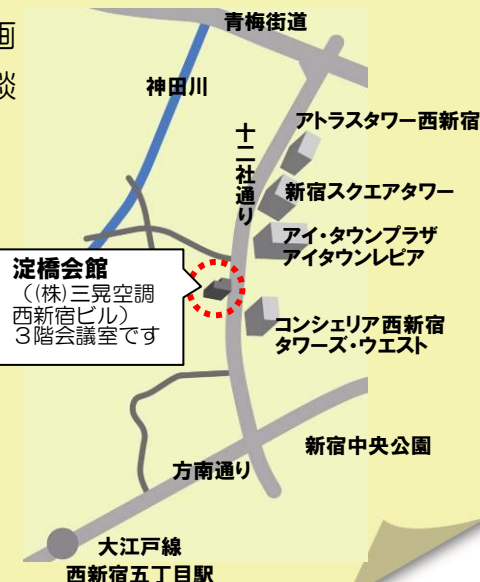 画
談
青梅街道
神田川
十二社通り
アトラスタワー西新宿
新宿スクエアタワー
アイ・タウンプラザ
アイタウンレピア
淀橋会館
((株)三晃空調
西新宿ビル)
3階会議室です
コンシェリア西新宿
タワーズ・ウエスト
新宿中央公園
方南通り
大江戸線
西新宿五丁目駅